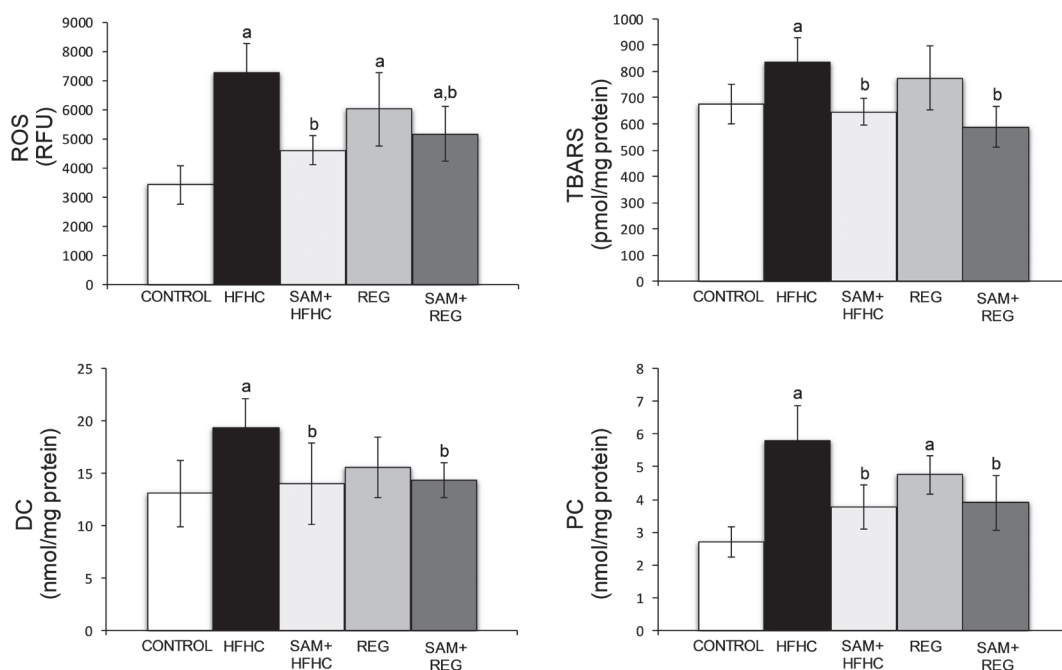 ROS
(RFU)
9000
8000
7000
6000
5000
4000
3000
2000
1000
0
a
b
a
a,b
CONTROL HFHC SAM+ REG SAM+
HFHC REG
TBARS
(pmol/mg protein)
1000
900
800
700
600
500
400
300
200
100
0
a
b
b
CONTROL HFHC SAM+ REG SAM+
HFHC REG
DC
(nmol/mg protein)
25
20
15
10
5
0
a
b
b
CONTROL HFHC SAM+ REG SAM+
HFHC REG
PC
(nmol/mg protein)
8
7
6
5
4
3
2
1
0
a
b
a
b
CONTROL HFHC SAM+ REG SAM+
HFHC REG